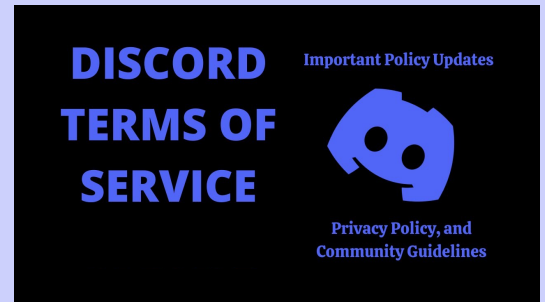 DISCORD
TERMS OF
SERVICE
Important Policy Updates
Privacy Policy, and
Community Guidelines